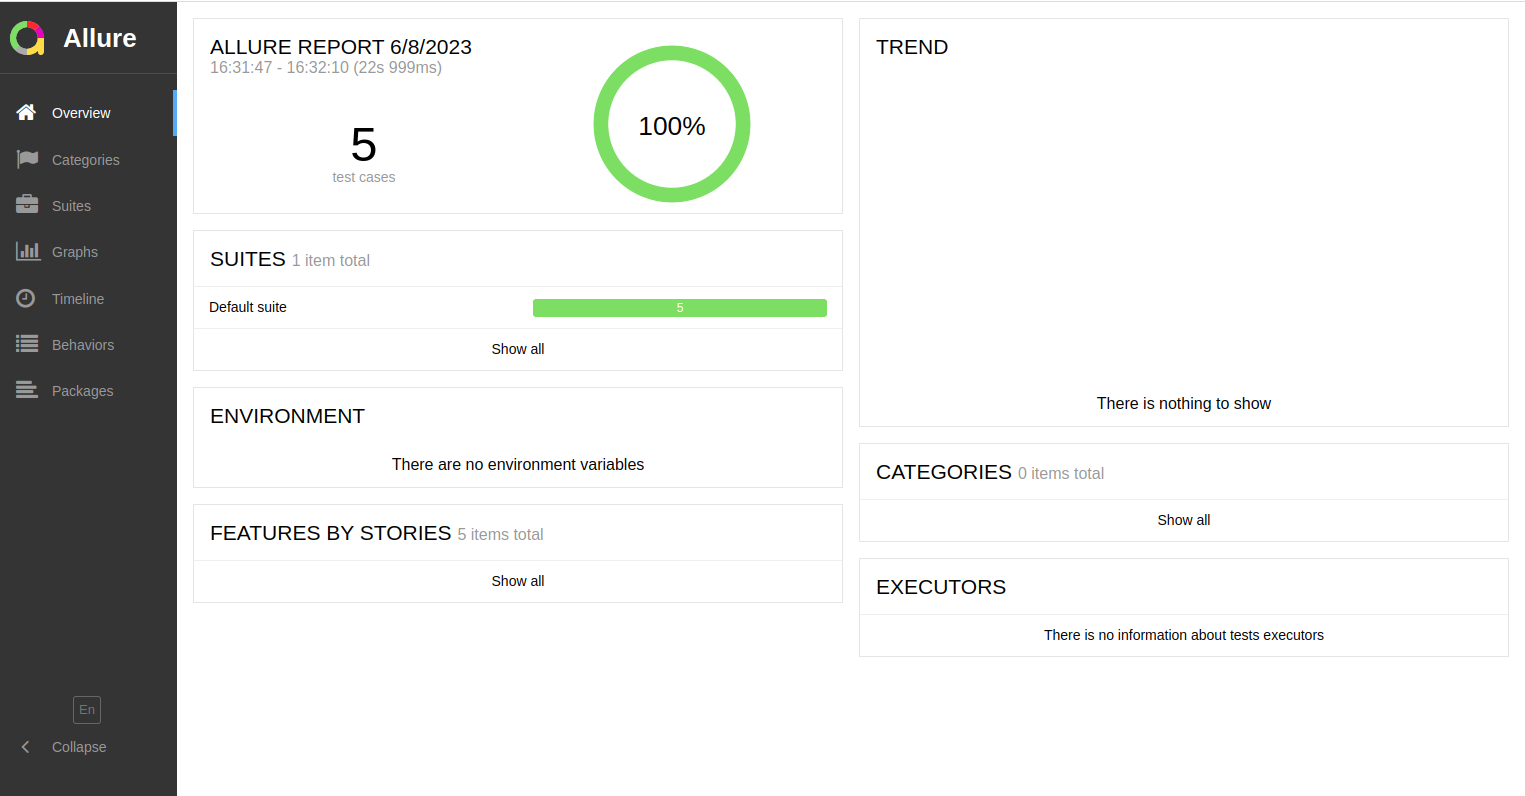 Allure
Overview
Categories
Suites
Graphs
Timeline
Behaviors
Packages
En
Collapse
ALLURE REPORT 6/8/2023
16:31:47 - 16:32:10 (22s 999ms)
5
test cases
100%
SUITES 1 item total
Default suite 5
Show all
ENVIRONMENT
There are no environment variables
FEATURES BY STORIES 5 items total
Show all
TREND
There is nothing to show
CATEGORIES 0 items total
Show all
EXECUTORS
There is no information about tests executors